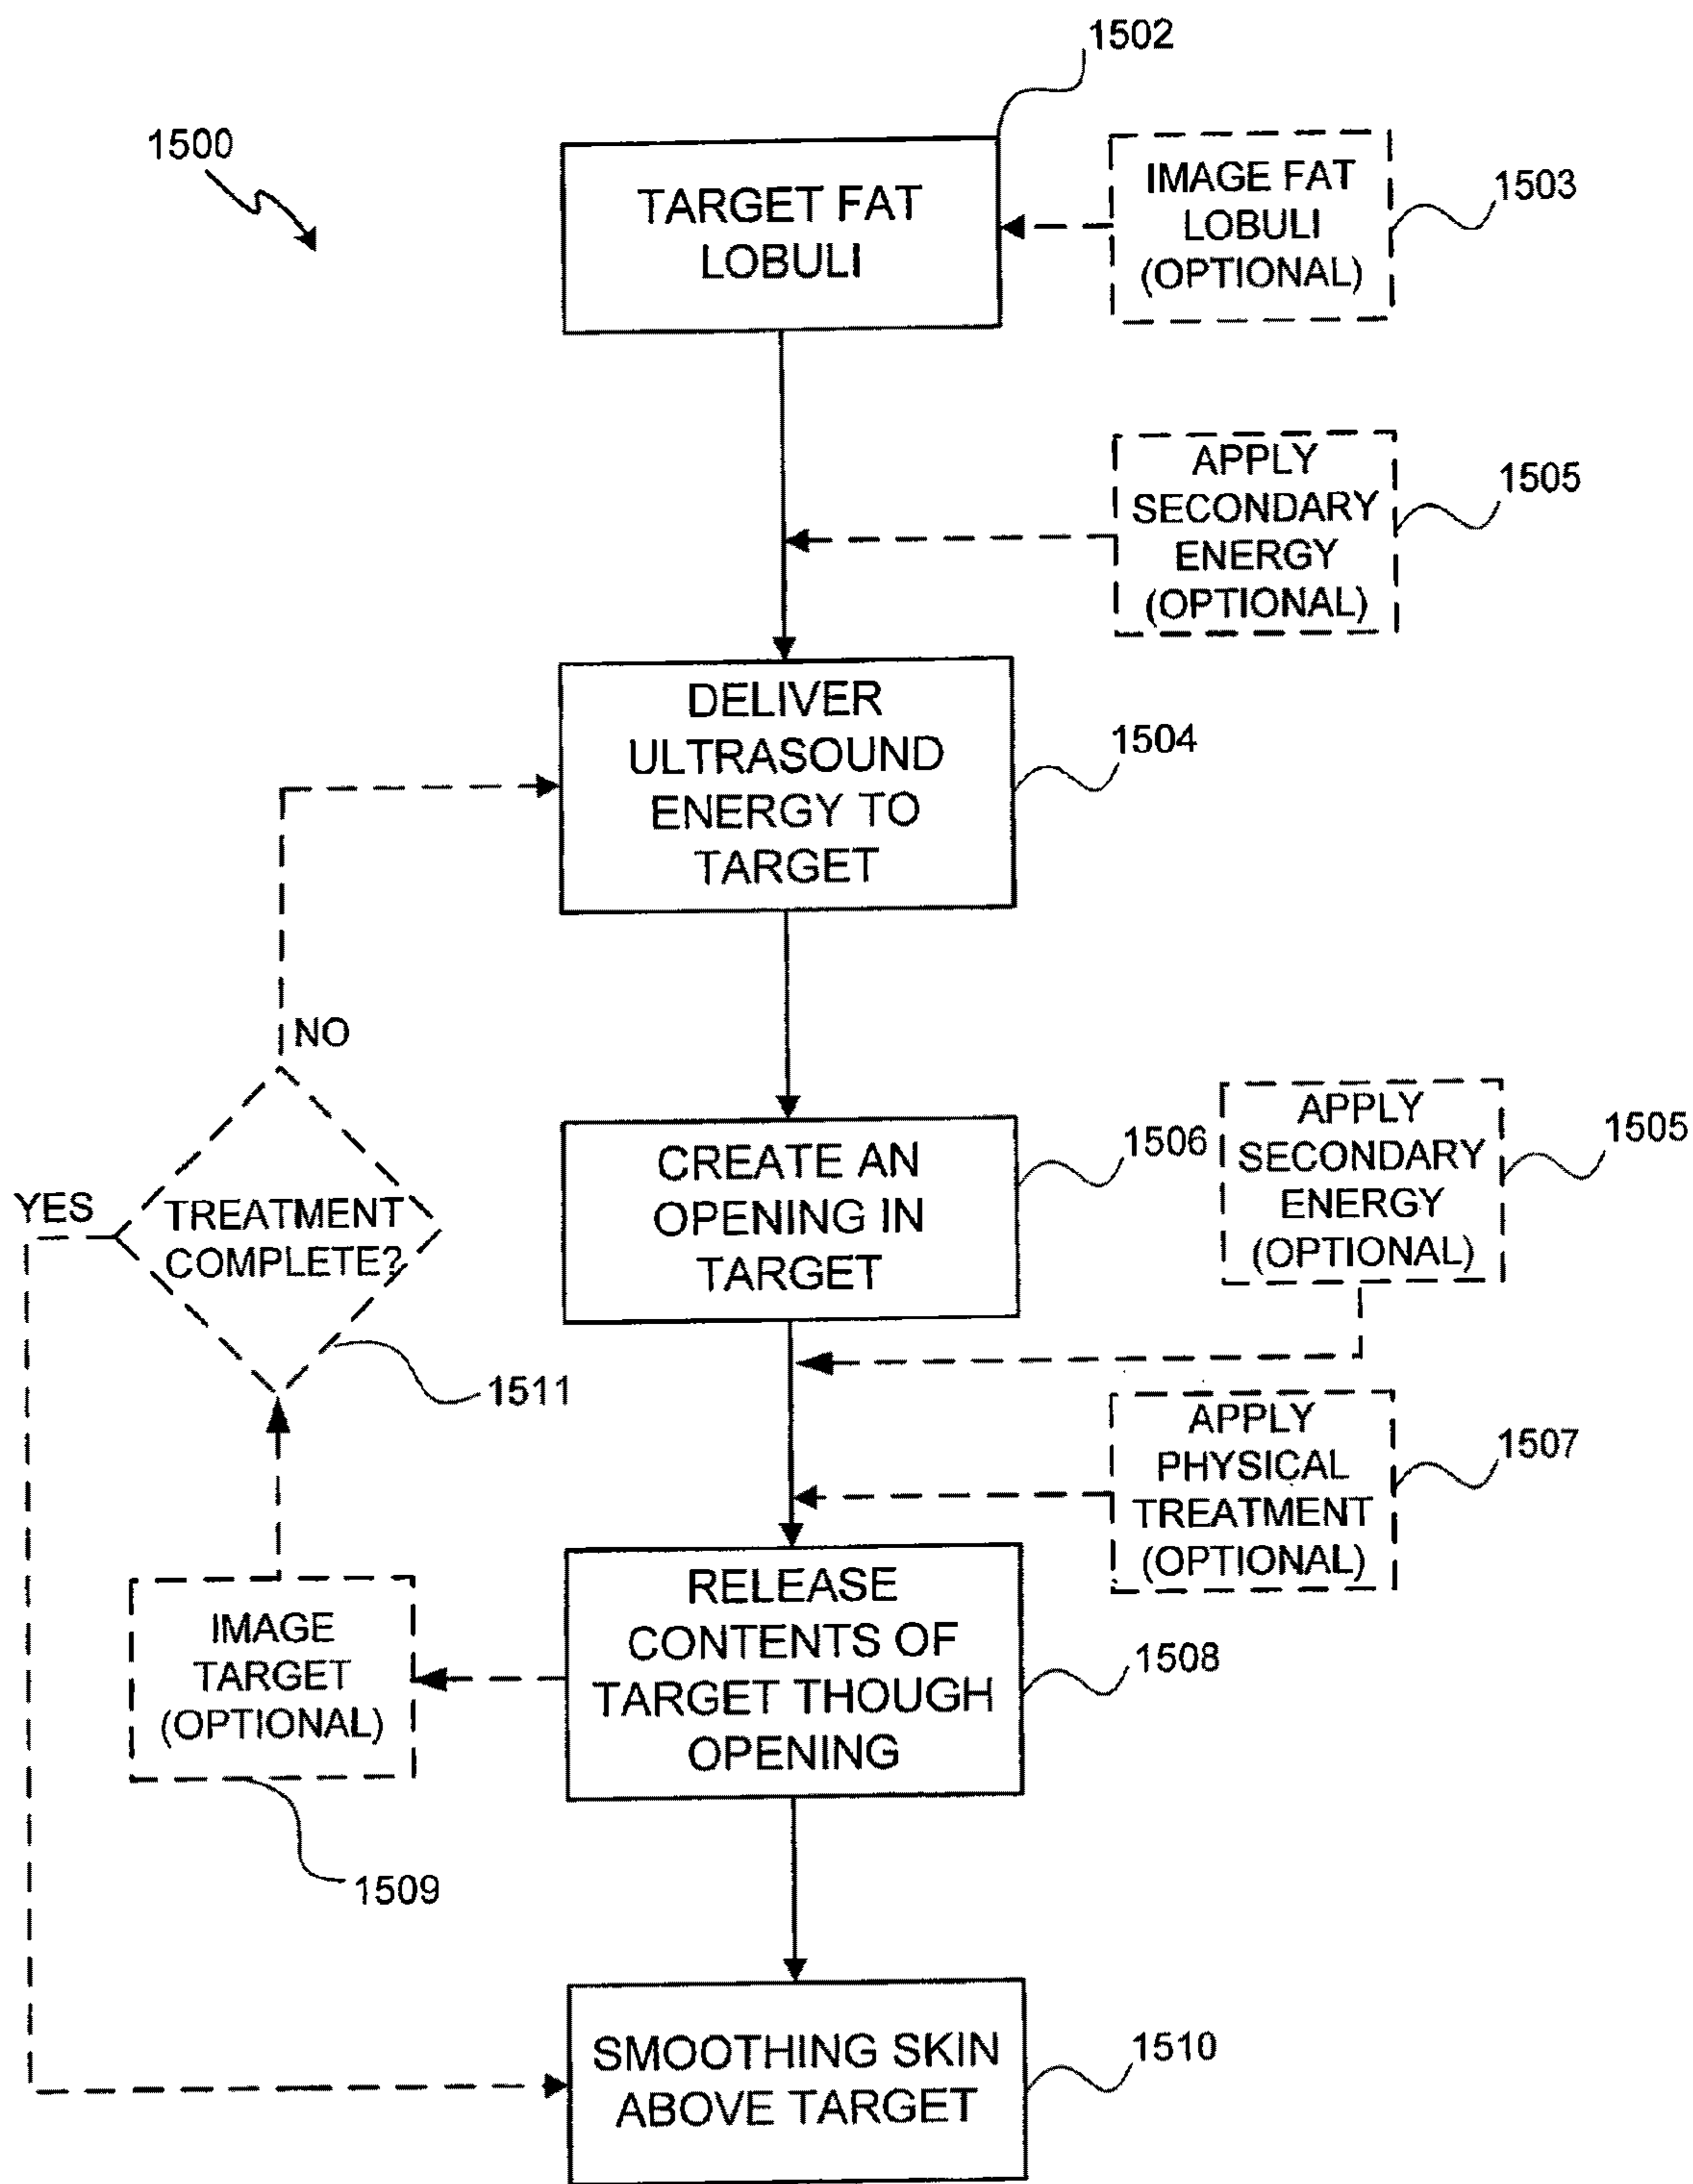 1502
1500
TARGET FAT
LOBULI
IMAGE FAT
LOBULI
(OPTIONAL)
1503
APPLY
SECONDARY
ENERGY
(OPTIONAL)
1505
DELIVER
ULTRASOUND
ENERGY TO
TARGET
1504
NO
YES
TREATMENT
COMPLETE?
1511
CREATE AN
OPENING IN
TARGET
1506
APPLY
SECONDARY
ENERGY
(OPTIONAL)
1505
APPLY
PHYSICAL
TREATMENT
(OPTIONAL)
1507
RELEASE
CONTENTS OF
TARGET THOUGH
OPENING
1508
IMAGE
TARGET
(OPTIONAL)
1509
SMOOTHING SKIN
ABOVE TARGET
1510